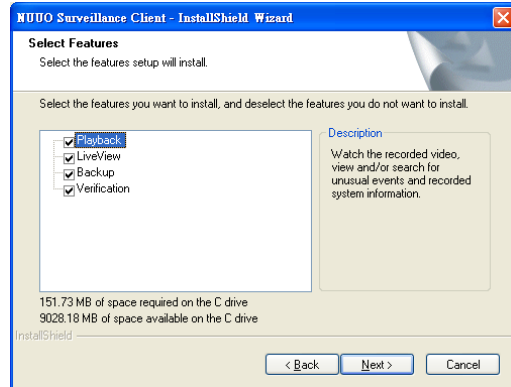 NUUO Surveillance Client - InstallShield Wizard
Select Features
Select the features setup will install.
Select the features you want to install, and deselect the features you do not want to install.
Playback
LiveView
Backup
Verification
Description
Watch the recorded video,
view and/or search for
unusual events and recorded
system information.
151.73 MB of space required on the C drive
9028.18 MB of space available on the C drive
InstallShield
< Back
Next >
Cancel